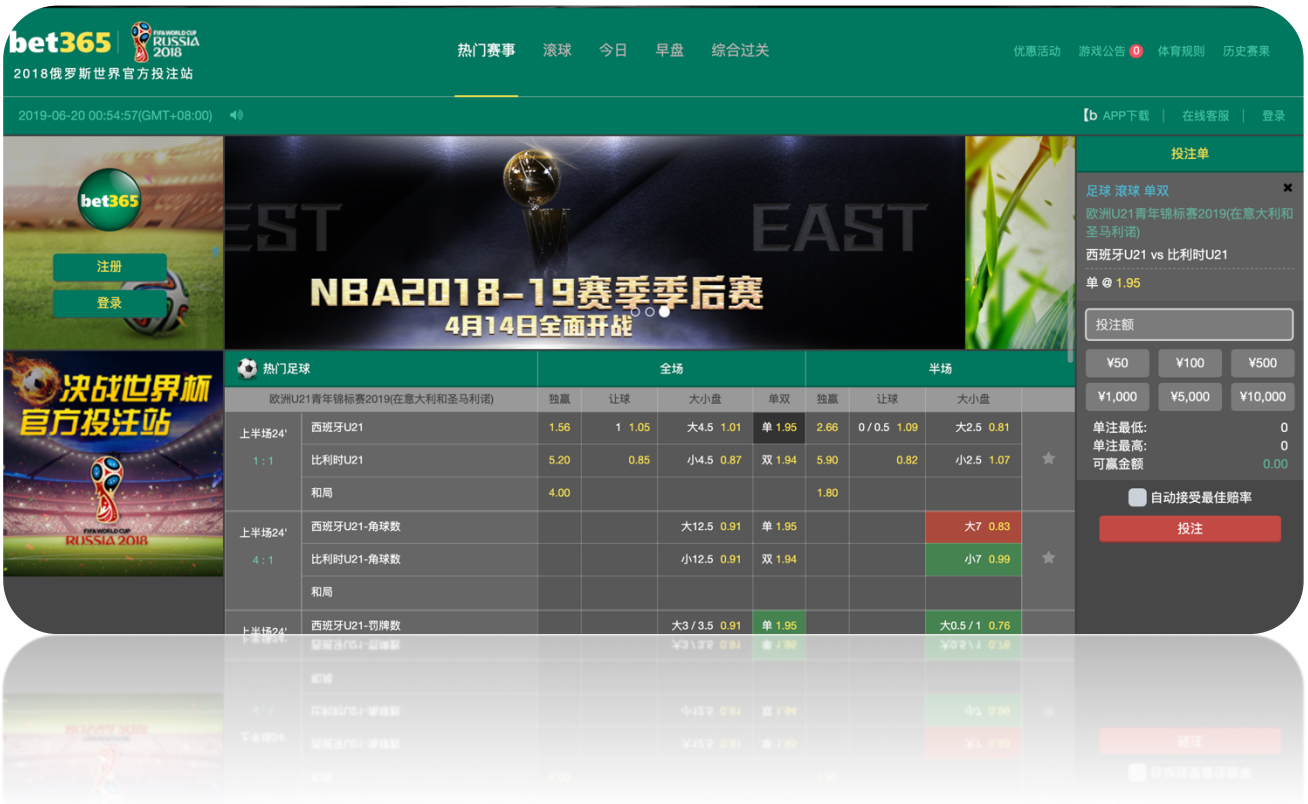 bet365 FIFA WORLD CUP RUSSIA 2018
2018俄罗斯世界官方投注站
热门赛事 滚球 今日 早盘 综合过关
优惠活动 游戏公告 0 体育规则 历史赛果
2019-06-20 00:54:57(GMT+08:00)
APP下载 | 在线客服 | 登录
bet365
注册
登录
EST EAST
NBA2018-19赛季季后赛
4月14日全面开战
决战世界杯
官方投注站
FIFA WORLD CUP
RUSSIA 2018
热门足球 全场 半场
欧洲U21青年锦标赛2019(在意大利和圣马利诺) 独赢 让球 大小盘 单双 独赢 让球 大小盘
上半场24' 西班牙U21 1.56 1 1.05 大4.5 1.01 单 1.95 2.66 0 / 0.5 1.09 大2.5 0.81
1 : 1 比利时U21 5.20 0.85 小4.5 0.87 双 1.94 5.90 0.82 小2.5 1.07
和局 4.00 1.80
上半场24' 西班牙U21-角球数 大12.5 0.91 单 1.95 大7 0.83
4 : 1 比利时U21-角球数 小12.5 0.91 双 1.94 小7 0.99
和局
上半场24' 西班牙U21-罚牌数 大3 / 3.5 0.91 单 1.95 大0.5 / 1 0.76
投注单
足球 滚球 单双
欧洲U21青年锦标赛2019(在意大利和
圣马利诺)
西班牙U21 vs 比利时U21
单 @ 1.95
投注额
¥50 ¥100 ¥500
¥1,000 ¥5,000 ¥10,000
单注最低: 0
单注最高: 0
可赢金额 0.00
自动接受最佳赔率
投注